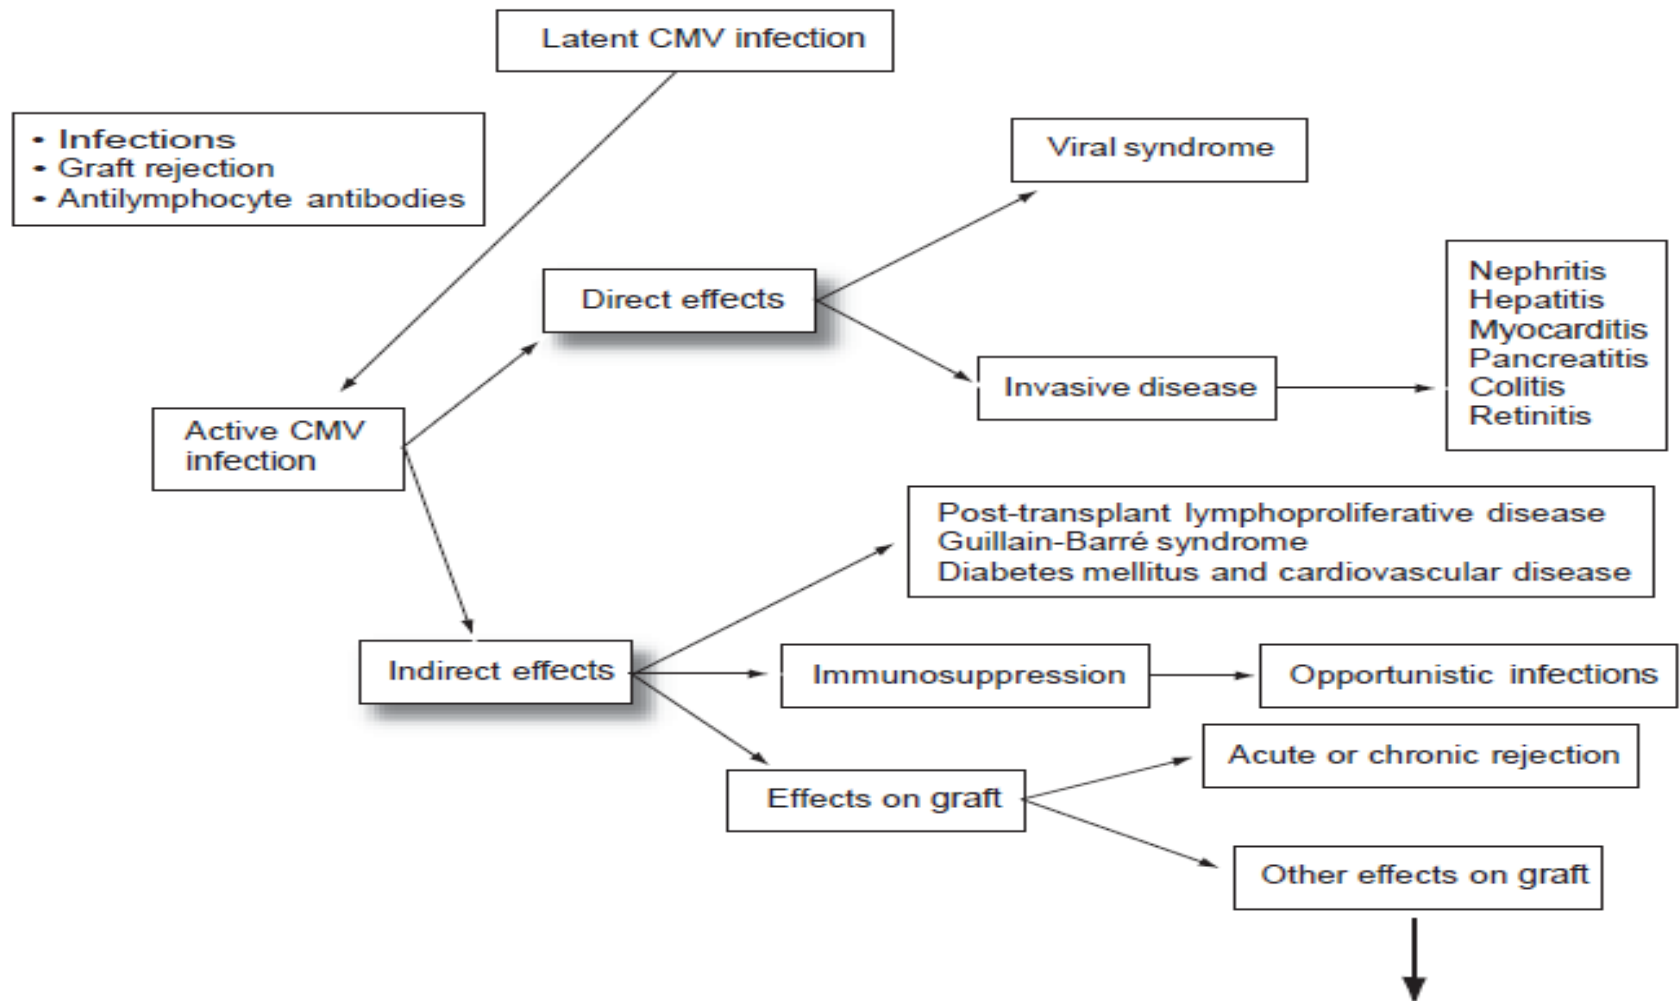 Latent CMV infection
• Infections
• Graft rejection
• Antilymphocyte antibodies
Viral syndrome
Direct effects
Nephritis
Hepatitis
Myocarditis
Pancreatitis
Colitis
Retinitis
Invasive disease
Active CMV
infection
Post-transplant lymphoproliferative disease
Guillain-Barré syndrome
Diabetes mellitus and cardiovascular disease
Indirect effects
Immunosuppression
Opportunistic infections
Acute or chronic rejection
Effects on graft
Other effects on graft